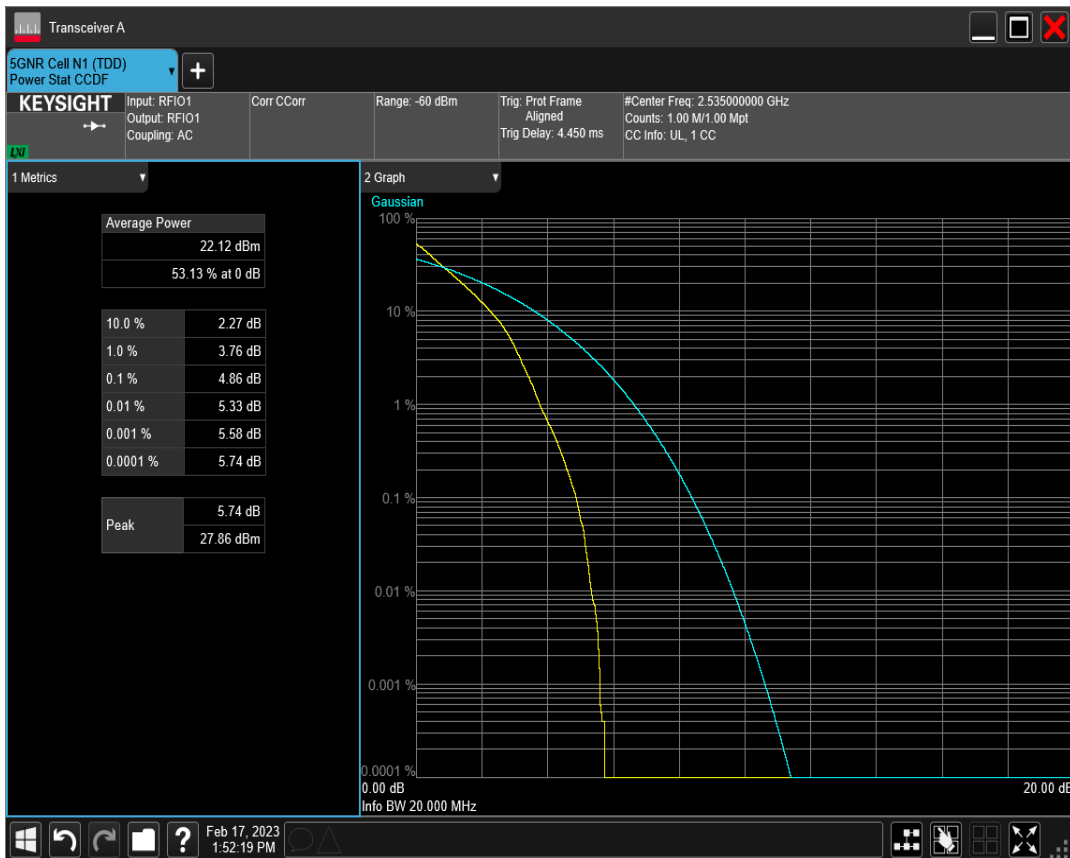 Transceiver A
5GNR Cell N1 (TDD)
Power Stat CCDF
KEYSIGHT
LXI
Input: RFIO1
Output: RFIO1
Coupling: AC
Corr CCorr
Range: -60 dBm
Trig: Prot Frame
Aligned
Trig Delay: 4.450 ms
#Center Freq: 2.535000000 GHz
Counts: 1.00 M/1.00 Mpt
CC Info: UL, 1 CC
1 Metrics
Average Power
22.12 dBm
53.13 % at 0 dB
10.0 % 2.27 dB
1.0 % 3.76 dB
0.1 % 4.86 dB
0.01 % 5.33 dB
0.001 % 5.58 dB
0.0001 % 5.74 dB
Peak 5.74 dB
27.86 dBm
2 Graph
Gaussian
100 %
10 %
1 %
0.1 %
0.01 %
0.001 %
0.0001 %
0.00 dB 20.00 dB
Info BW 20.000 MHz
? Feb 17, 2023
1:52:19 PM